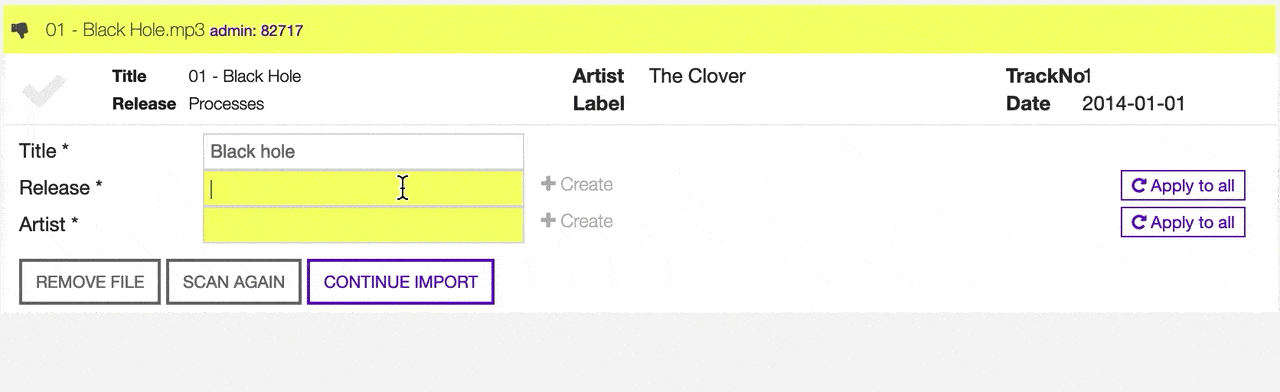 01 - Black Hole.mp3 admin: 82717
Title 01 - Black Hole Artist The Clover TrackNo1
Release Processes Label Date 2014-01-01
Title * Black hole
Release * Create Apply to all
Artist * Create Apply to all
REMOVE FILE SCAN AGAIN CONTINUE IMPORT